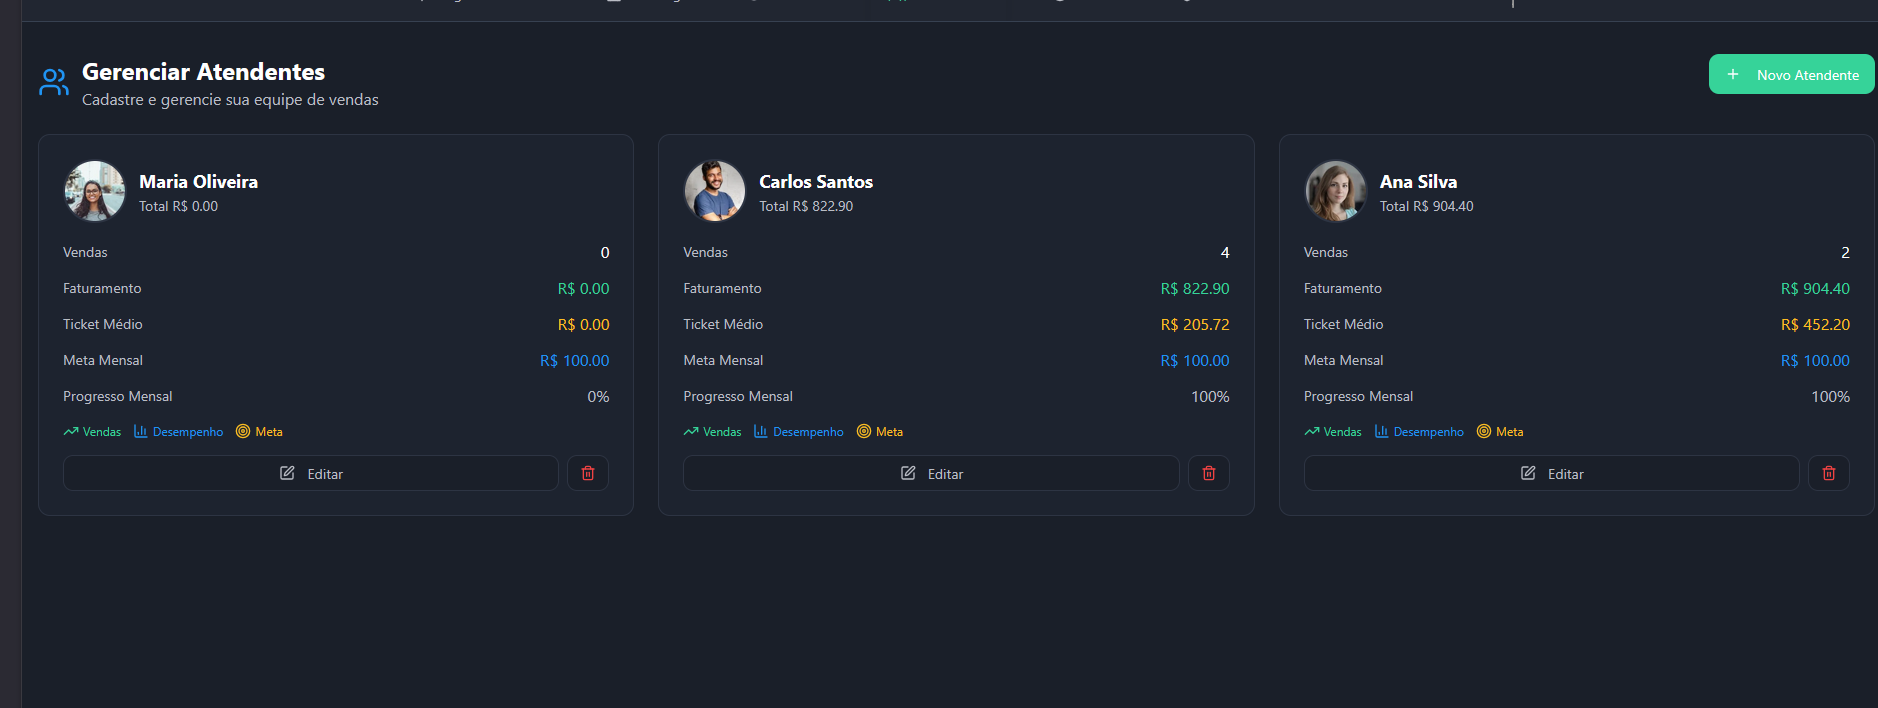 Gerenciar Atendentes
Cadastre e gerencie sua equipe de vendas
+ Novo Atendente
Maria Oliveira
Total R$ 0.00
Vendas 0
Faturamento R$ 0.00
Ticket Médio R$ 0.00
Meta Mensal R$ 100.00
Progresso Mensal 0%
Vendas Desempenho Meta
Editar
Carlos Santos
Total R$ 822.90
Vendas 4
Faturamento R$ 822.90
Ticket Médio R$ 205.72
Meta Mensal R$ 100.00
Progresso Mensal 100%
Vendas Desempenho Meta
Editar
Ana Silva
Total R$ 904.40
Vendas 2
Faturamento R$ 904.40
Ticket Médio R$ 452.20
Meta Mensal R$ 100.00
Progresso Mensal 100%
Vendas Desempenho Meta
Editar